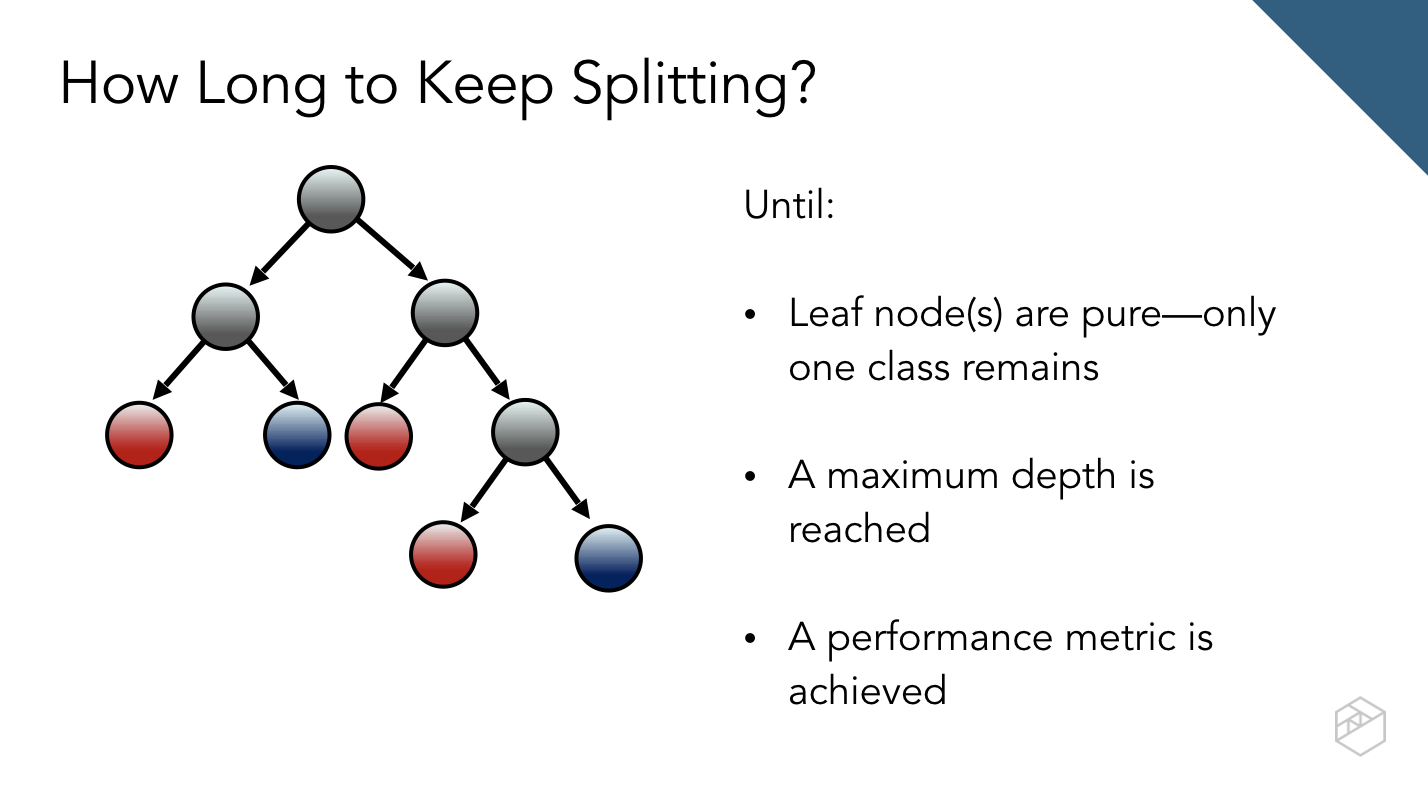 How Long to Keep Splitting?
Until:
• Leaf node(s) are pure—only
one class remains
• A maximum depth is
reached
• A performance metric is
achieved